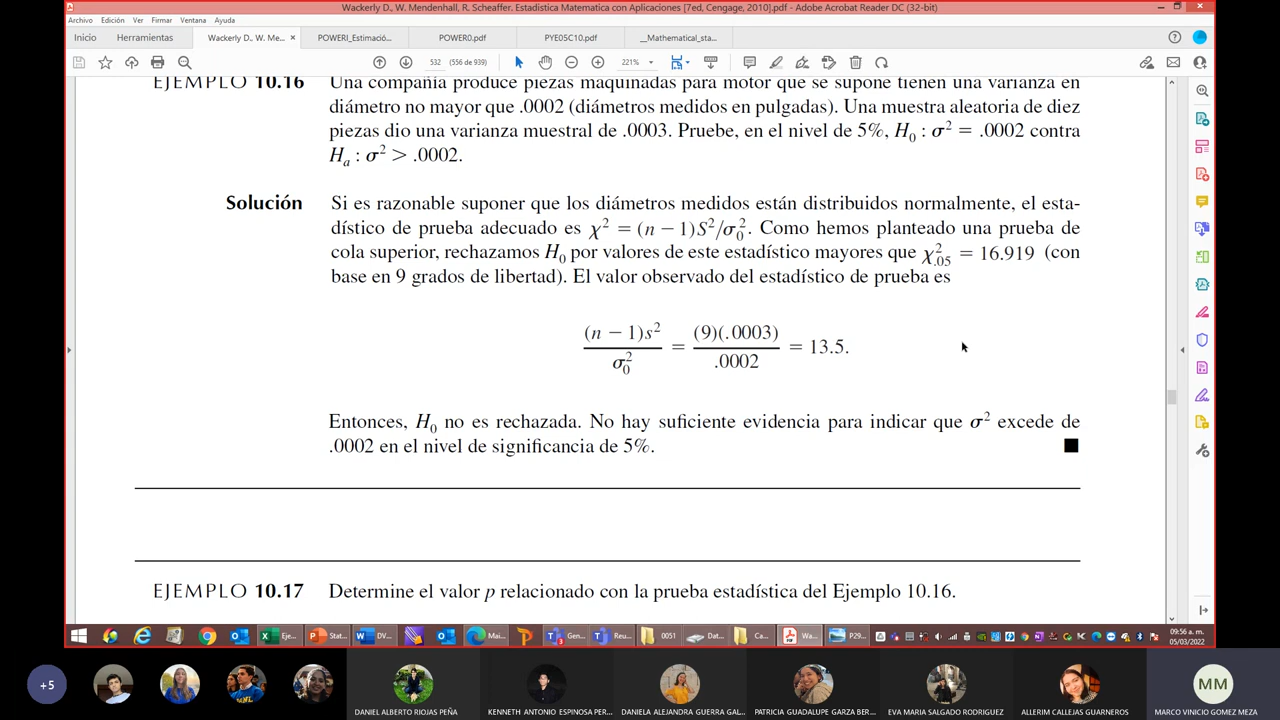 Wackerly D., W. Mendenhall, R. Scheaffer. Estadistica Matematica con Aplicaciones [7ed, Cengage, 2010].pdf - Adobe Acrobat Reader DC (32-bit)
Archivo Edición Ver Firmar Ventana Ayuda
Inicio Herramientas Wackerly D., W. Me... × POWERI_Estimació... POWER0.pdf PYE05C10.pdf __Mathematical_sta...
532 (556 de 939) 221%
EJEMPLO 10.16 Una compañía produce piezas maquinadas para motor que se supone tienen una varianza en
diámetro no mayor que .0002 (diámetros medidos en pulgadas). Una muestra aleatoria de diez
piezas dio una varianza muestral de .0003. Pruebe, en el nivel de 5%, H₀ : σ² = .0002 contra
Hₐ : σ² > .0002.
Solución Si es razonable suponer que los diámetros medidos están distribuidos normalmente, el esta-
dístico de prueba adecuado es χ² = (n − 1)S²/σ₀². Como hemos planteado una prueba de
cola superior, rechazamos H₀ por valores de este estadístico mayores que χ².₀₅ = 16.919 (con
base en 9 grados de libertad). El valor observado del estadístico de prueba es
(n − 1)s² / σ₀² = (9)(.0003) / .0002 = 13.5.
Entonces, H₀ no es rechazada. No hay suficiente evidencia para indicar que σ² excede de
.0002 en el nivel de significancia de 5%.
EJEMPLO 10.17 Determine el valor p relacionado con la prueba estadística del Ejemplo 10.16.
Eje... Stat... DV... Mai... Gen... Reu... 0051 Dat... Ca... Wa... P29...
09:56 a. m.
05/03/2022
+5
MM
DANIEL ALBERTO RIOJAS PEÑA KENNETH ANTONIO ESPINOSA PER... DANIELA ALEJANDRA GUERRA GAL... PATRICIA GUADALUPE GARZA BER... EVA MARIA SALGADO RODRIGUEZ ALLERIM CALLEJAS GUARNEROS MARCO VINICIO GOMEZ MEZA